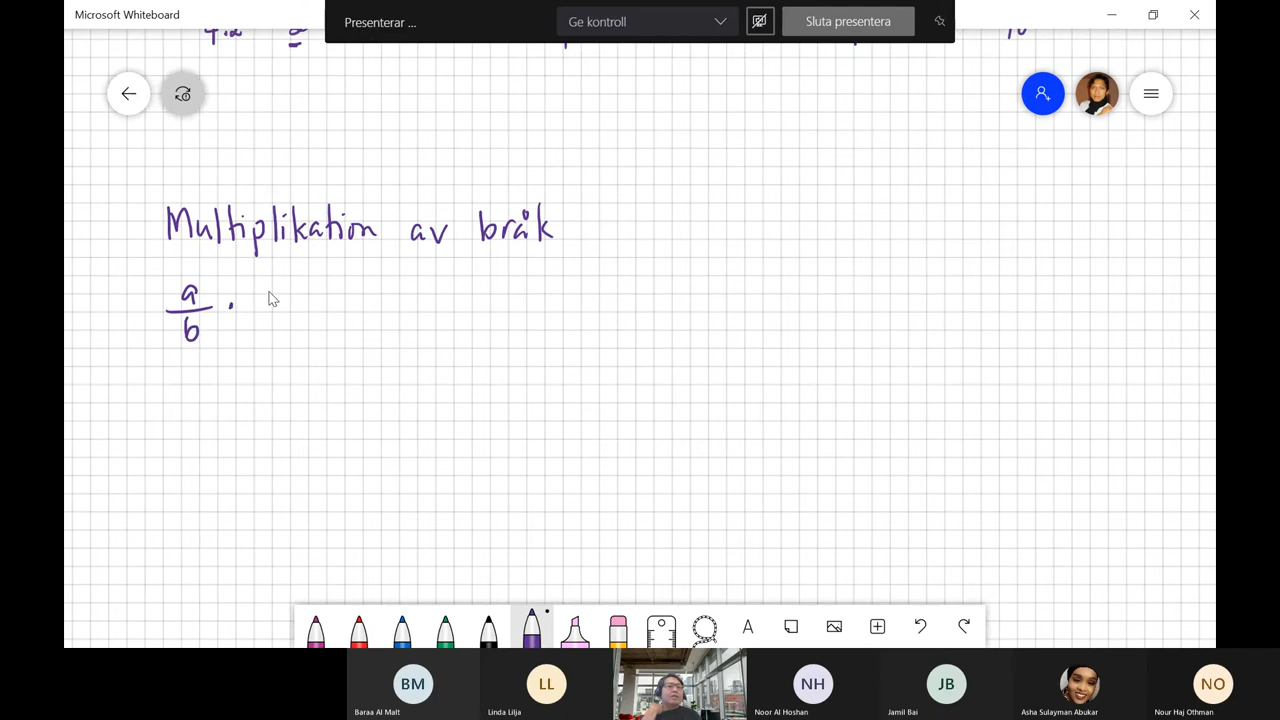 Microsoft Whiteboard
Presenterar ...
Ge kontroll
Sluta presentera
Multiplikation av bråk
a
b
·
A
BM
LL
NH
JB
NO
Baraa Al Malt
Linda Lilja
Noor Al Hoshan
Jamil Bai
Asha Sulayman Abukar
Nour Haj Othman